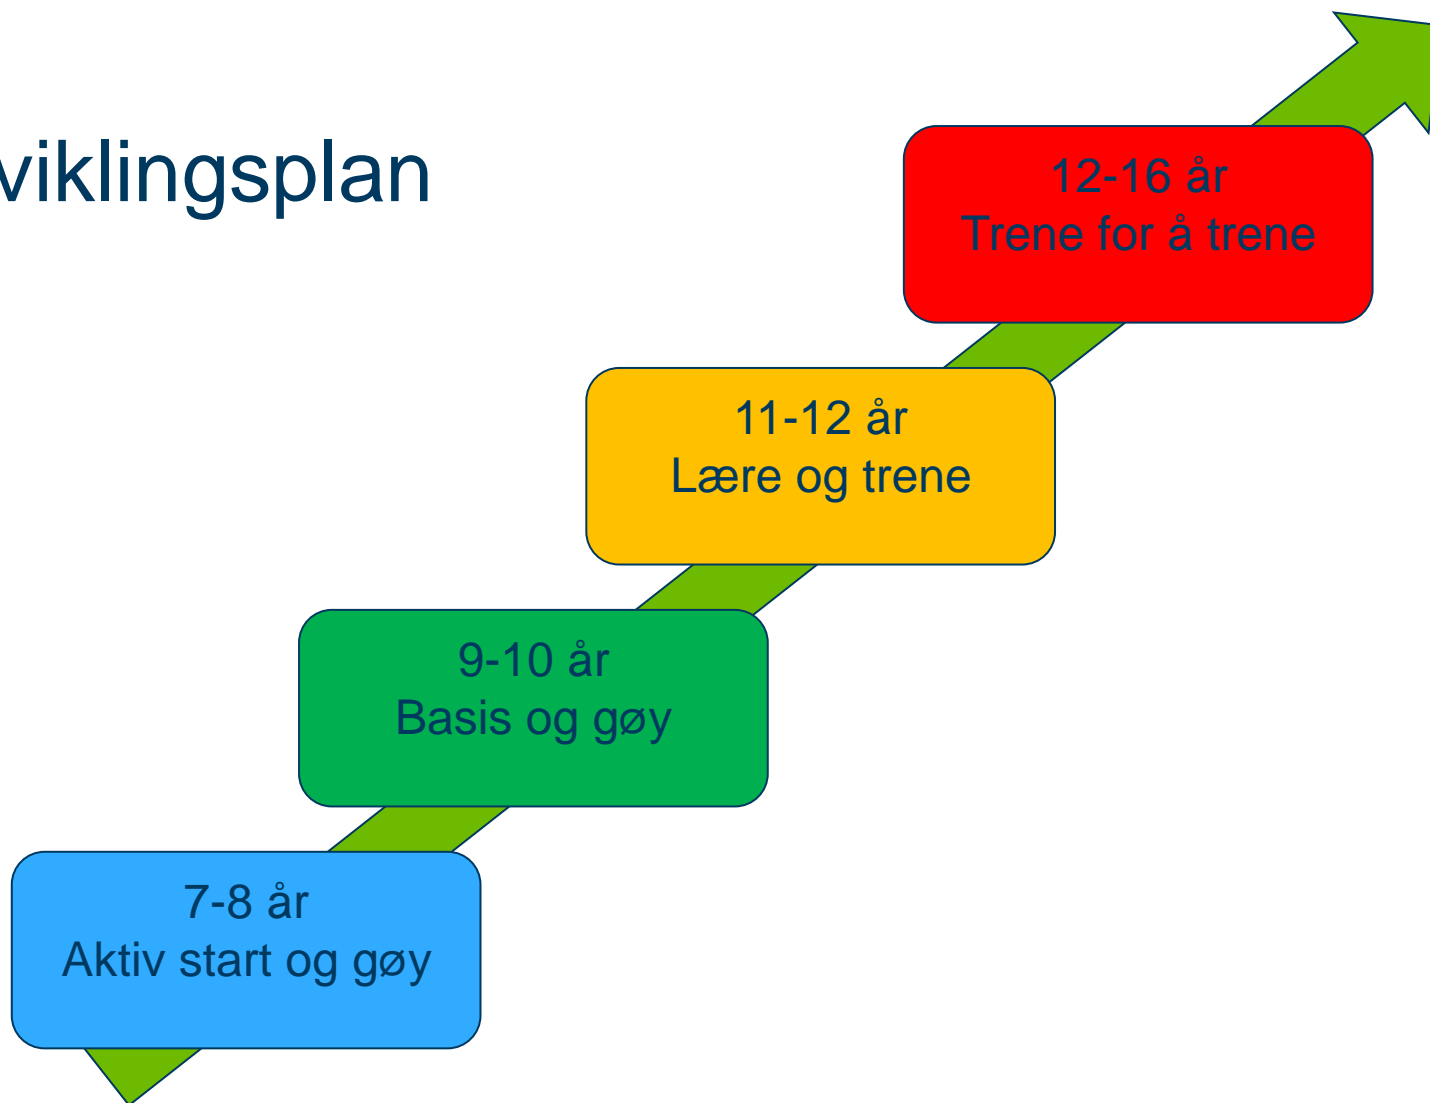 viklingsplan
12-16 år
Trene for å trene
11-12 år
Lære og trene
9-10 år
Basis og gøy
7-8 år
Aktiv start og gøy